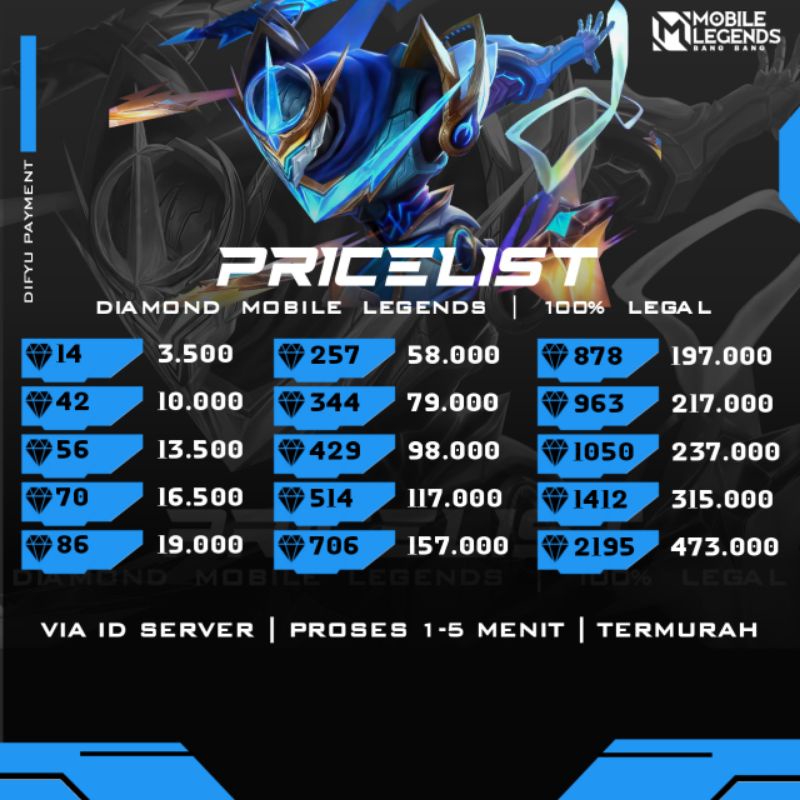 MOBILE
LEGENDS
BANG BANG
DIFYU PAYMENT
PRICELIST
DIAMOND MOBILE LEGENDS | 100% LEGAL
14 3.500 257 58.000 878 197.000
42 10.000 344 79.000 963 217.000
56 13.500 429 98.000 1050 237.000
70 16.500 514 117.000 1412 315.000
86 19.000 706 157.000 2195 473.000
PRICELIST
DIAMOND MOBILE LEGENDS | 100% LEGAL
VIA ID SERVER | PROSES 1-5 MENIT | TERMURAH